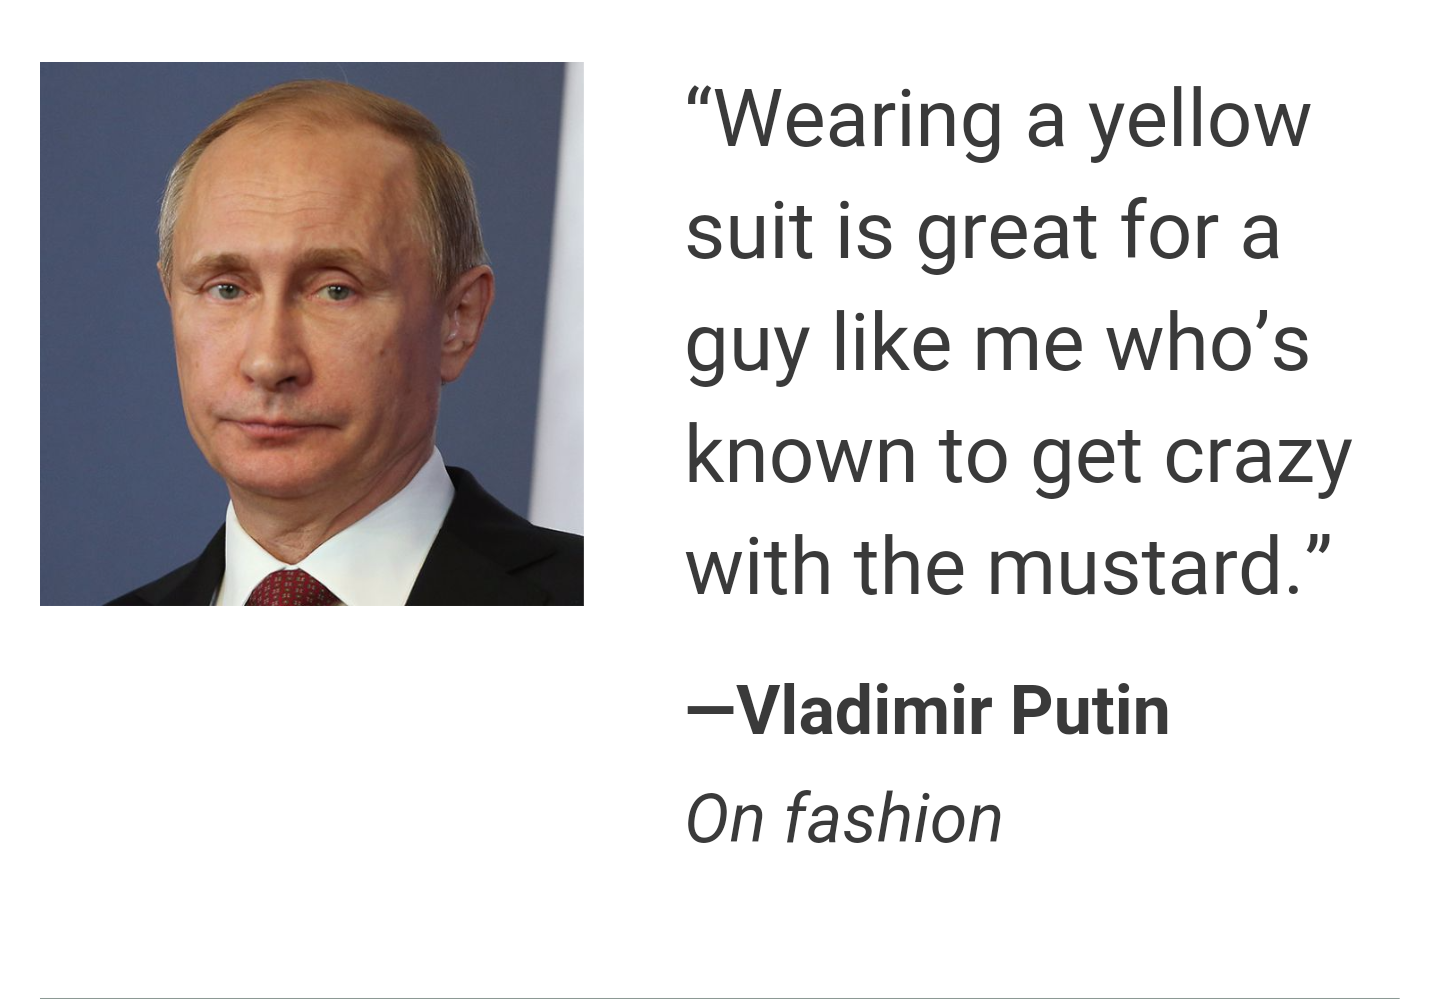 “Wearing a yellow
suit is great for a
guy like me who’s
known to get crazy
with the mustard.”
—Vladimir Putin
On fashion